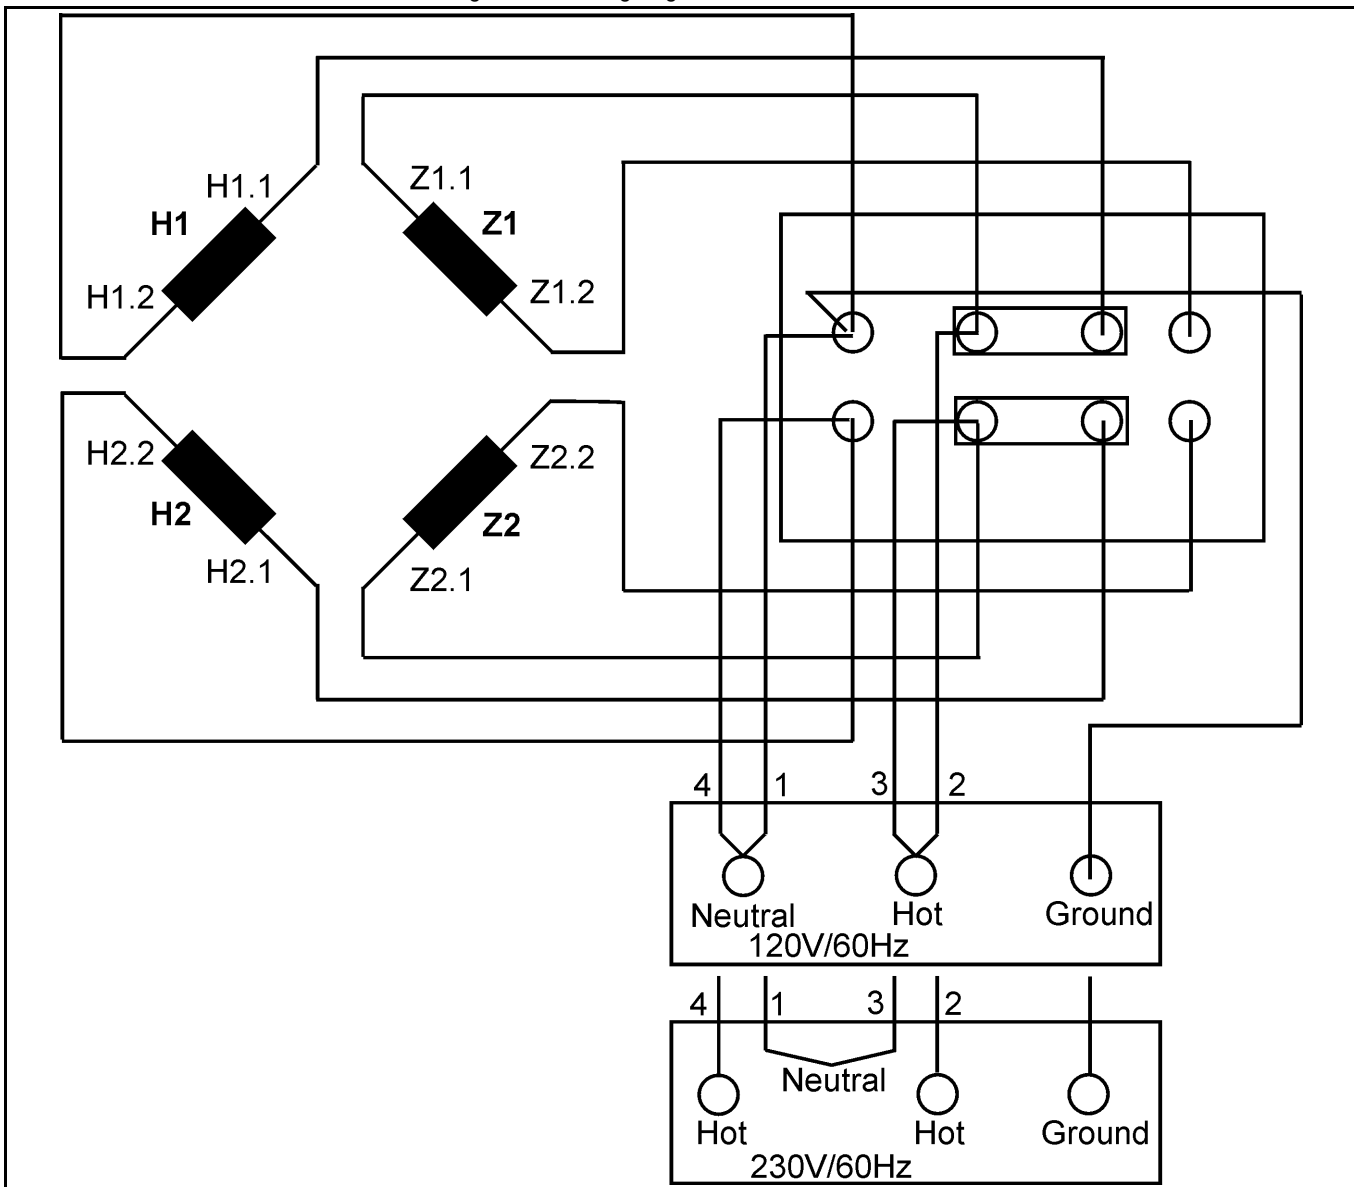 H1.1
Z1.1
H1
Z1
H1.2
Z1.2
H2.2
Z2.2
H2
Z2
H2.1
Z2.1
4 1 3 2
Neutral Hot Ground
120V/60Hz
4 1 3 2
Neutral
Hot Hot Ground
230V/60Hz